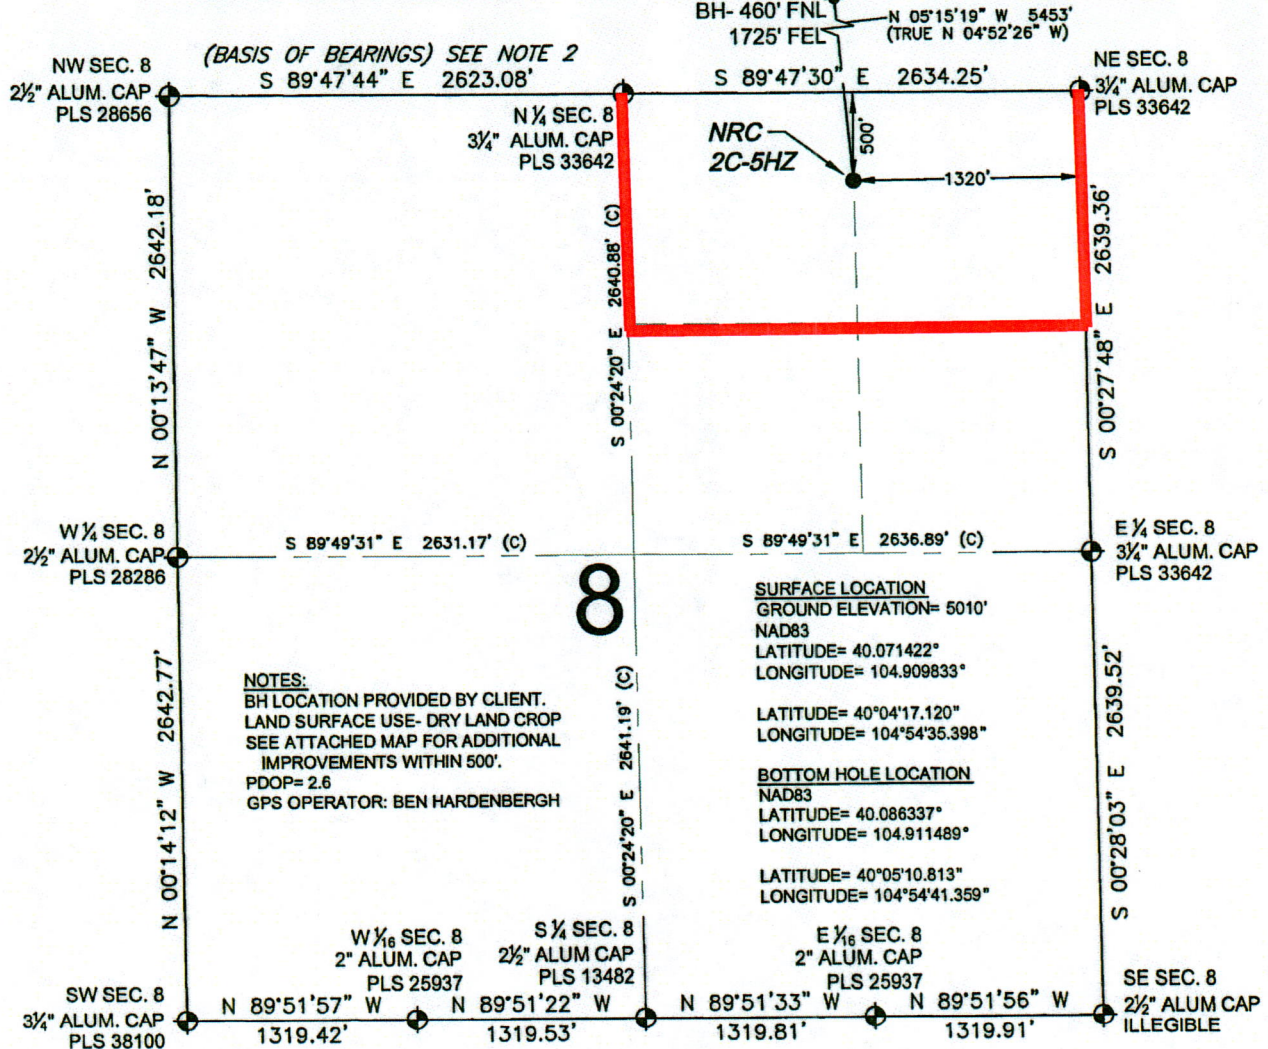 BH- 460' FNL
1725' FEL
N 05°15'19" W 5453'
(TRUE N 04°52'26" W)
(BASIS OF BEARINGS) SEE NOTE 2
S 89°47'44" E 2623.08'
S 89°47'30" E 2634.25'
NW SEC. 8
2½" ALUM. CAP
PLS 28656
N ¼ SEC. 8
3¼" ALUM. CAP
PLS 33642
NE SEC. 8
3¼" ALUM. CAP
PLS 33642
NRC
2C-5HZ
500'
1320'
N 00°13'47" W 2642.18'
S 00°24'20" E 2640.88' (C)
S 00°27'48" E 2639.36'
W ¼ SEC. 8
2½" ALUM. CAP
PLS 28286
S 89°49'31" E 2631.17' (C)
S 89°49'31" E 2636.89' (C)
E ¼ SEC. 8
3¼" ALUM. CAP
PLS 33642
8
SURFACE LOCATION
GROUND ELEVATION= 5010'
NAD83
LATITUDE= 40.071422°
LONGITUDE= 104.909833°
LATITUDE= 40°04'17.120"
LONGITUDE= 104°54'35.398"
BOTTOM HOLE LOCATION
NAD83
LATITUDE= 40.086337°
LONGITUDE= 104.911489°
LATITUDE= 40°05'10.813"
LONGITUDE= 104°54'41.359"
NOTES:
BH LOCATION PROVIDED BY CLIENT.
LAND SURFACE USE- DRY LAND CROP
SEE ATTACHED MAP FOR ADDITIONAL
IMPROVEMENTS WITHIN 500'.
PDOP= 2.6
GPS OPERATOR: BEN HARDENBERGH
N 00°14'12" W 2642.77'
S 00°24'20" E 2641.19' (C)
S 00°28'03" E 2639.52'
W 1/16 SEC. 8
2" ALUM. CAP
PLS 25937
S ¼ SEC. 8
2½" ALUM CAP
PLS 13482
E 1/16 SEC. 8
2" ALUM. CAP
PLS 25937
SW SEC. 8
3¼" ALUM. CAP
PLS 38100
N 89°51'57" W
1319.42'
N 89°51'22" W
1319.53'
N 89°51'33" W
1319.81'
N 89°51'56" W
1319.91'
SE SEC. 8
2½" ALUM CAP
ILLEGIBLE